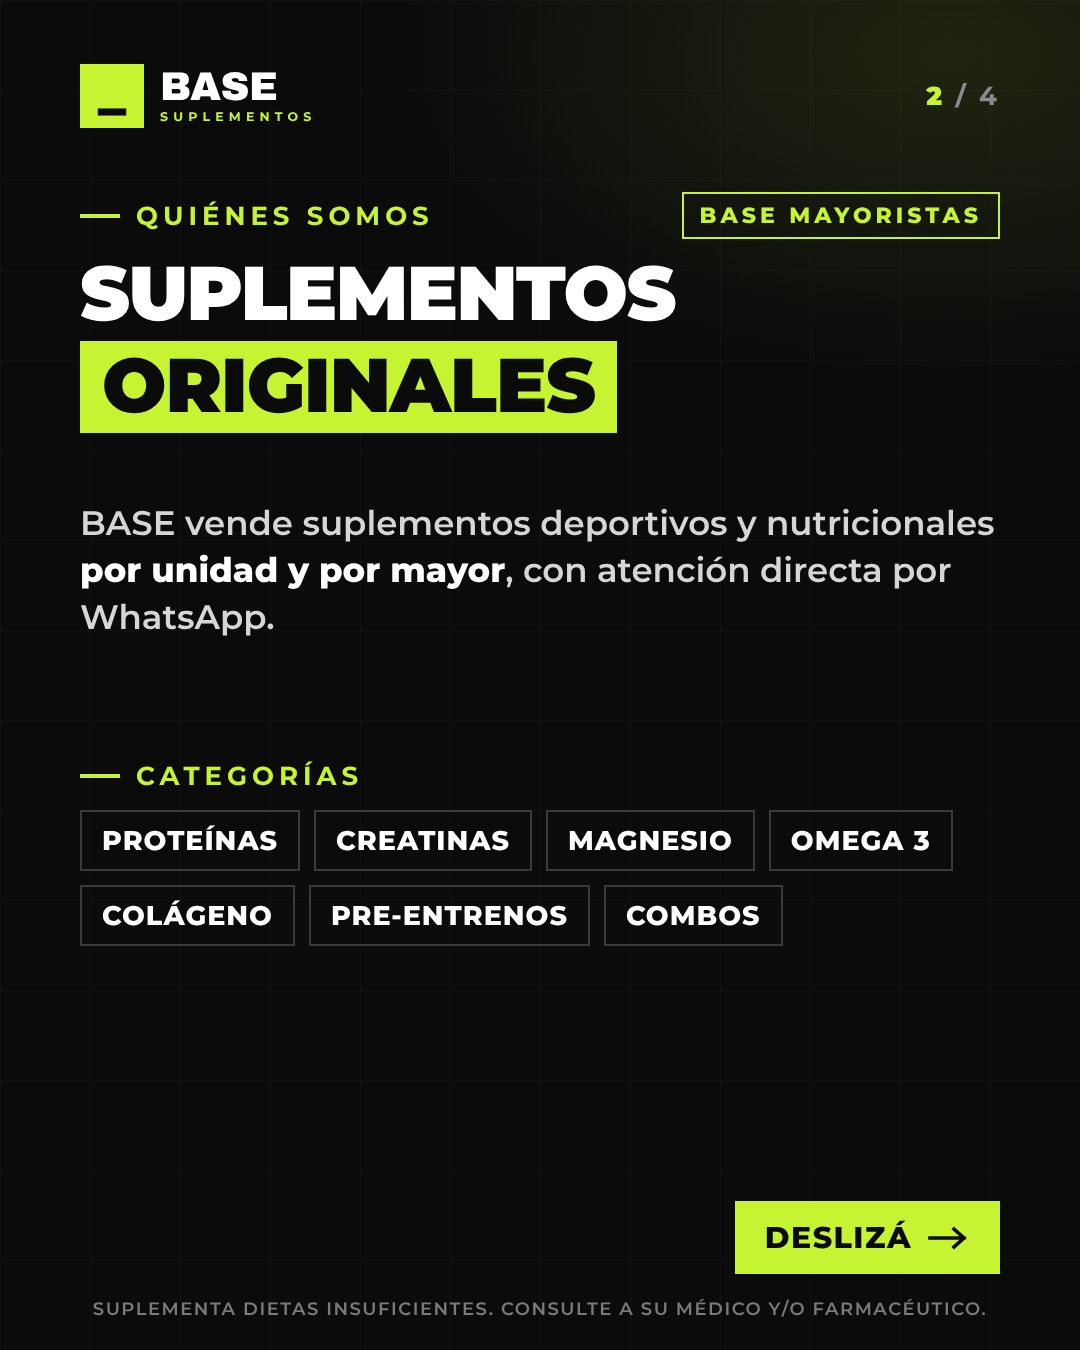 BASE
SUPLEMENTOS
2 / 4
QUIÉNES SOMOS
BASE MAYORISTAS
SUPLEMENTOS
ORIGINALES
BASE vende suplementos deportivos y nutricionales
por unidad y por mayor, con atención directa por
WhatsApp.
CATEGORÍAS
PROTEÍNAS CREATINAS MAGNESIO OMEGA 3
COLÁGENO PRE-ENTRENOS COMBOS
DESLIZÁ →
SUPLEMENTA DIETAS INSUFICIENTES. CONSULTE A SU MÉDICO Y/O FARMACÉUTICO.